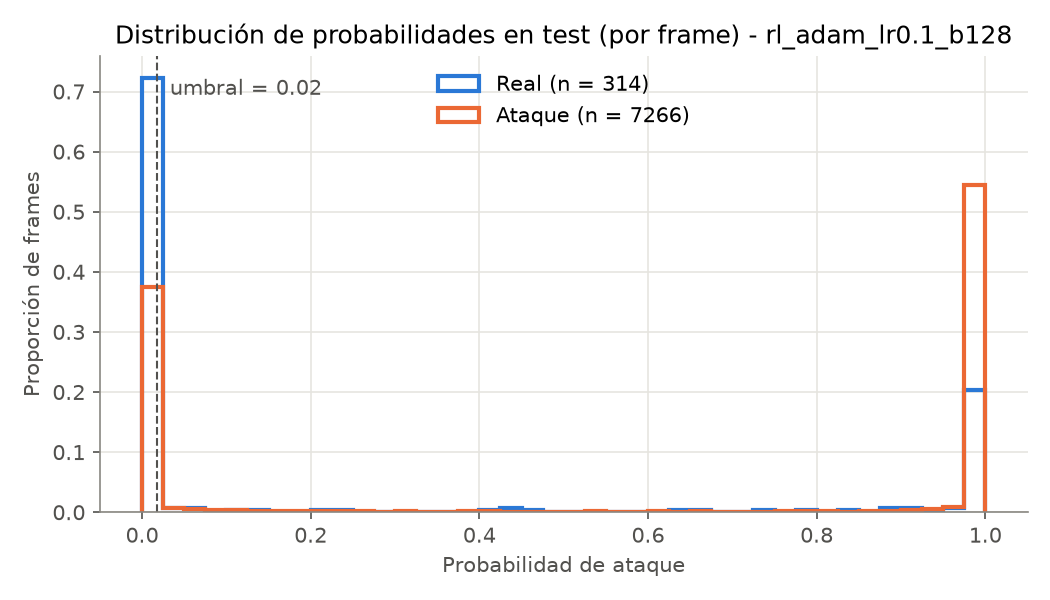 Distribución de probabilidades en test (por frame) - rl_adam_lr0.1_b128
umbral = 0.02
Real (n = 314)
Ataque (n = 7266)
Proporción de frames
0.7
0.6
0.5
0.4
0.3
0.2
0.1
0.0
0.0 0.2 0.4 0.6 0.8 1.0
Probabilidad de ataque